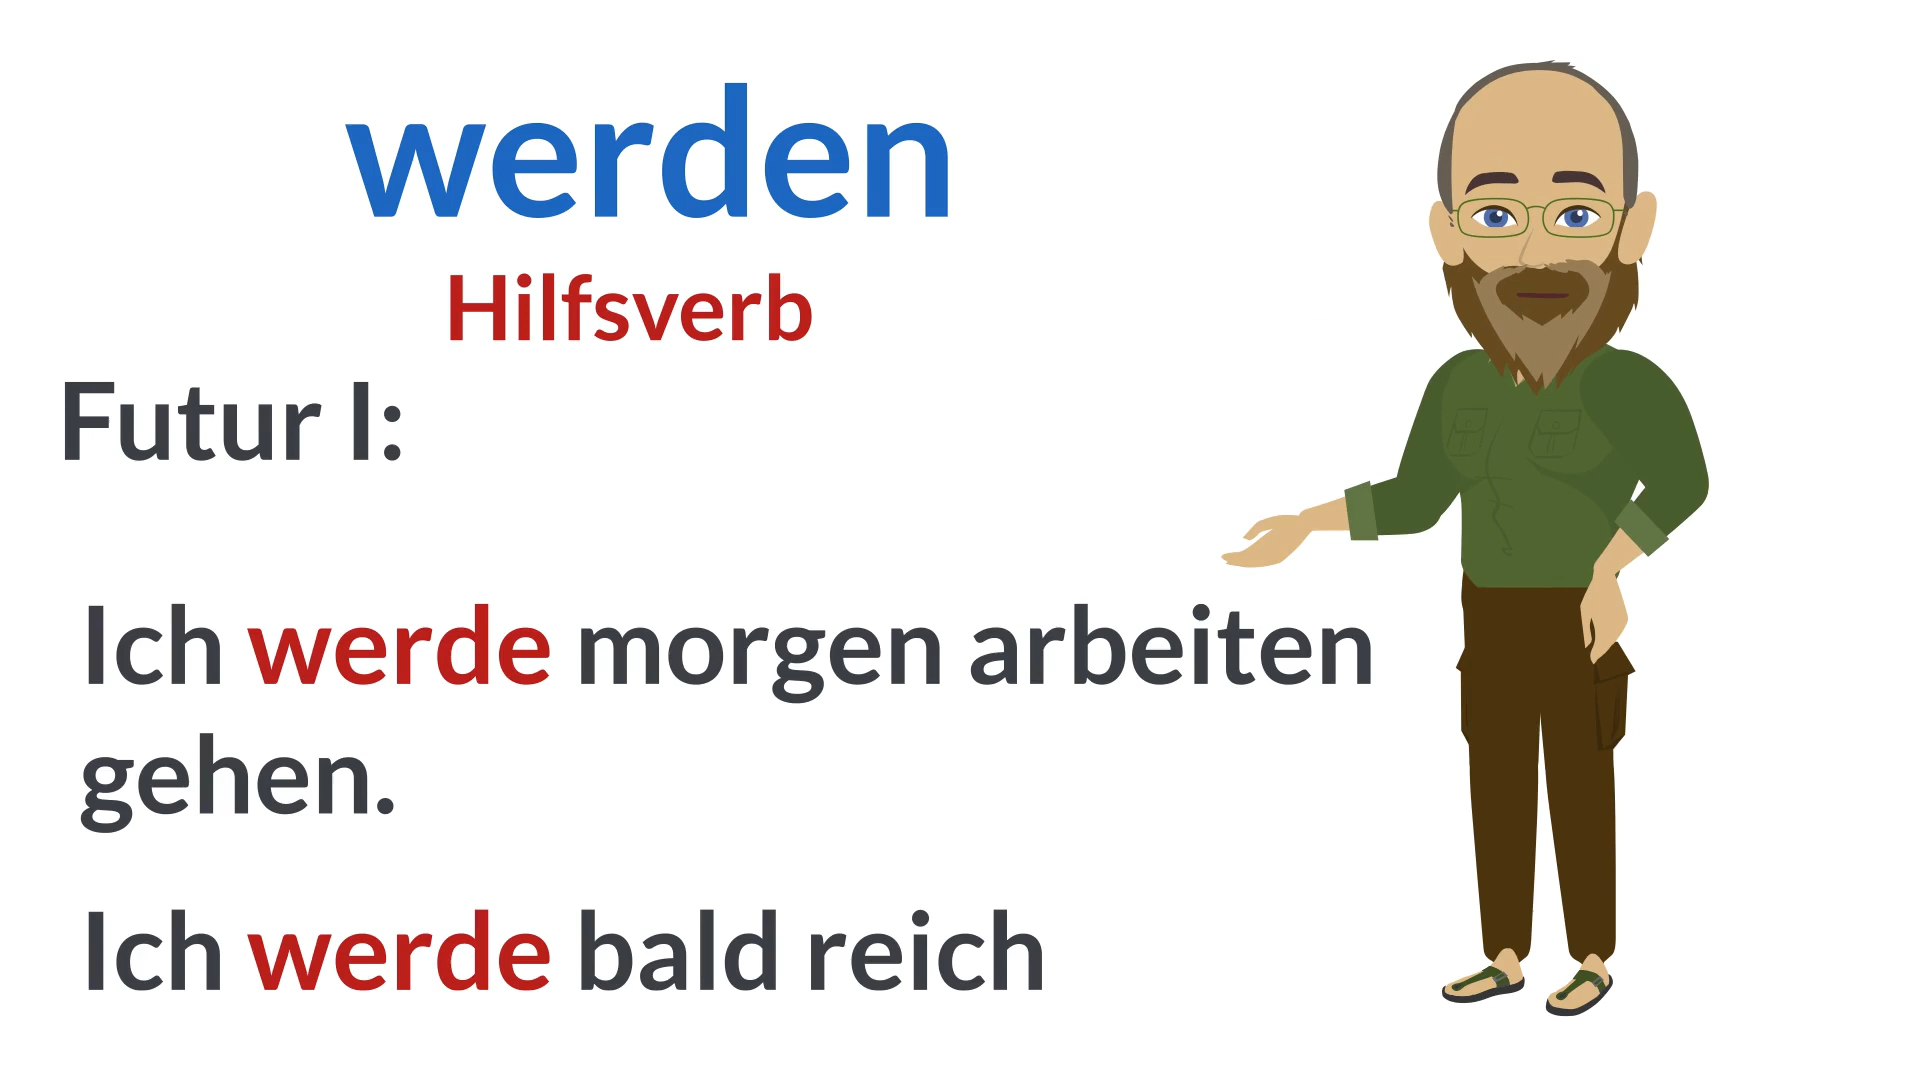 werden
Hilfsverb
Futur I:
Ich werde morgen arbeiten
gehen.
Ich werde bald reich